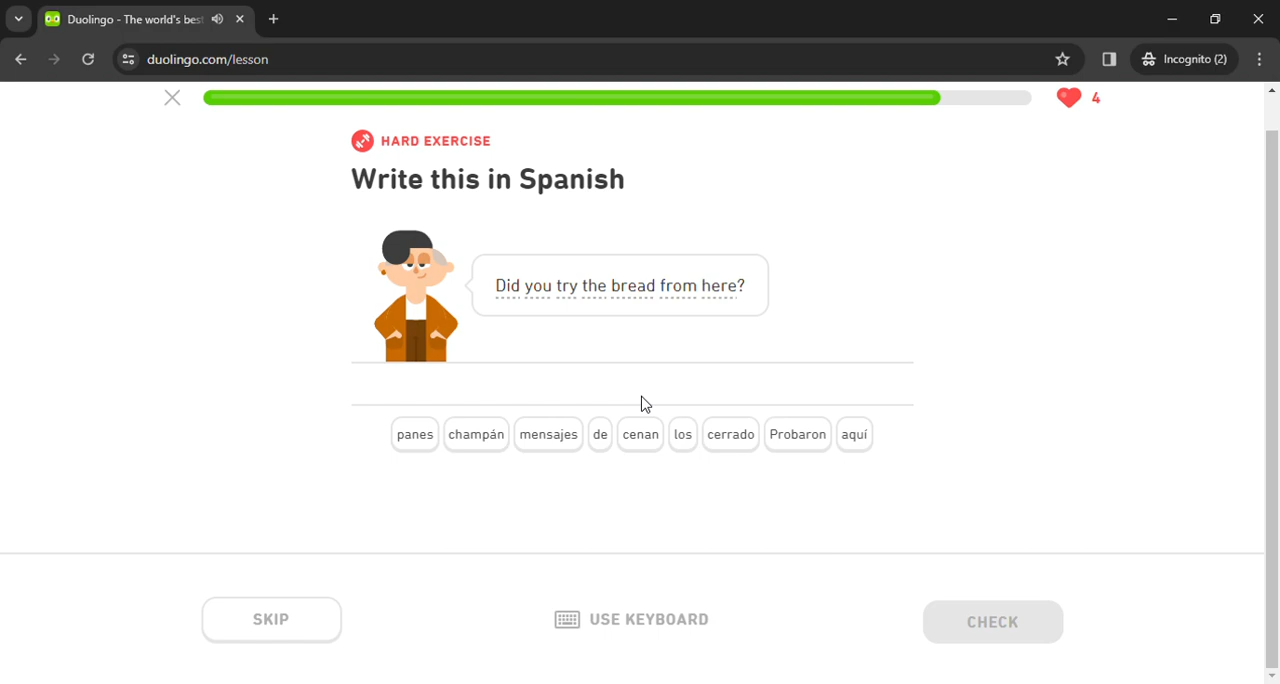 Duolingo - The world's best
duolingo.com/lesson
Incognito (2)
4
HARD EXERCISE
Write this in Spanish
Did you try the bread from here?
panes champán mensajes de cenan los cerrado Probaron aquí
SKIP USE KEYBOARD CHECK